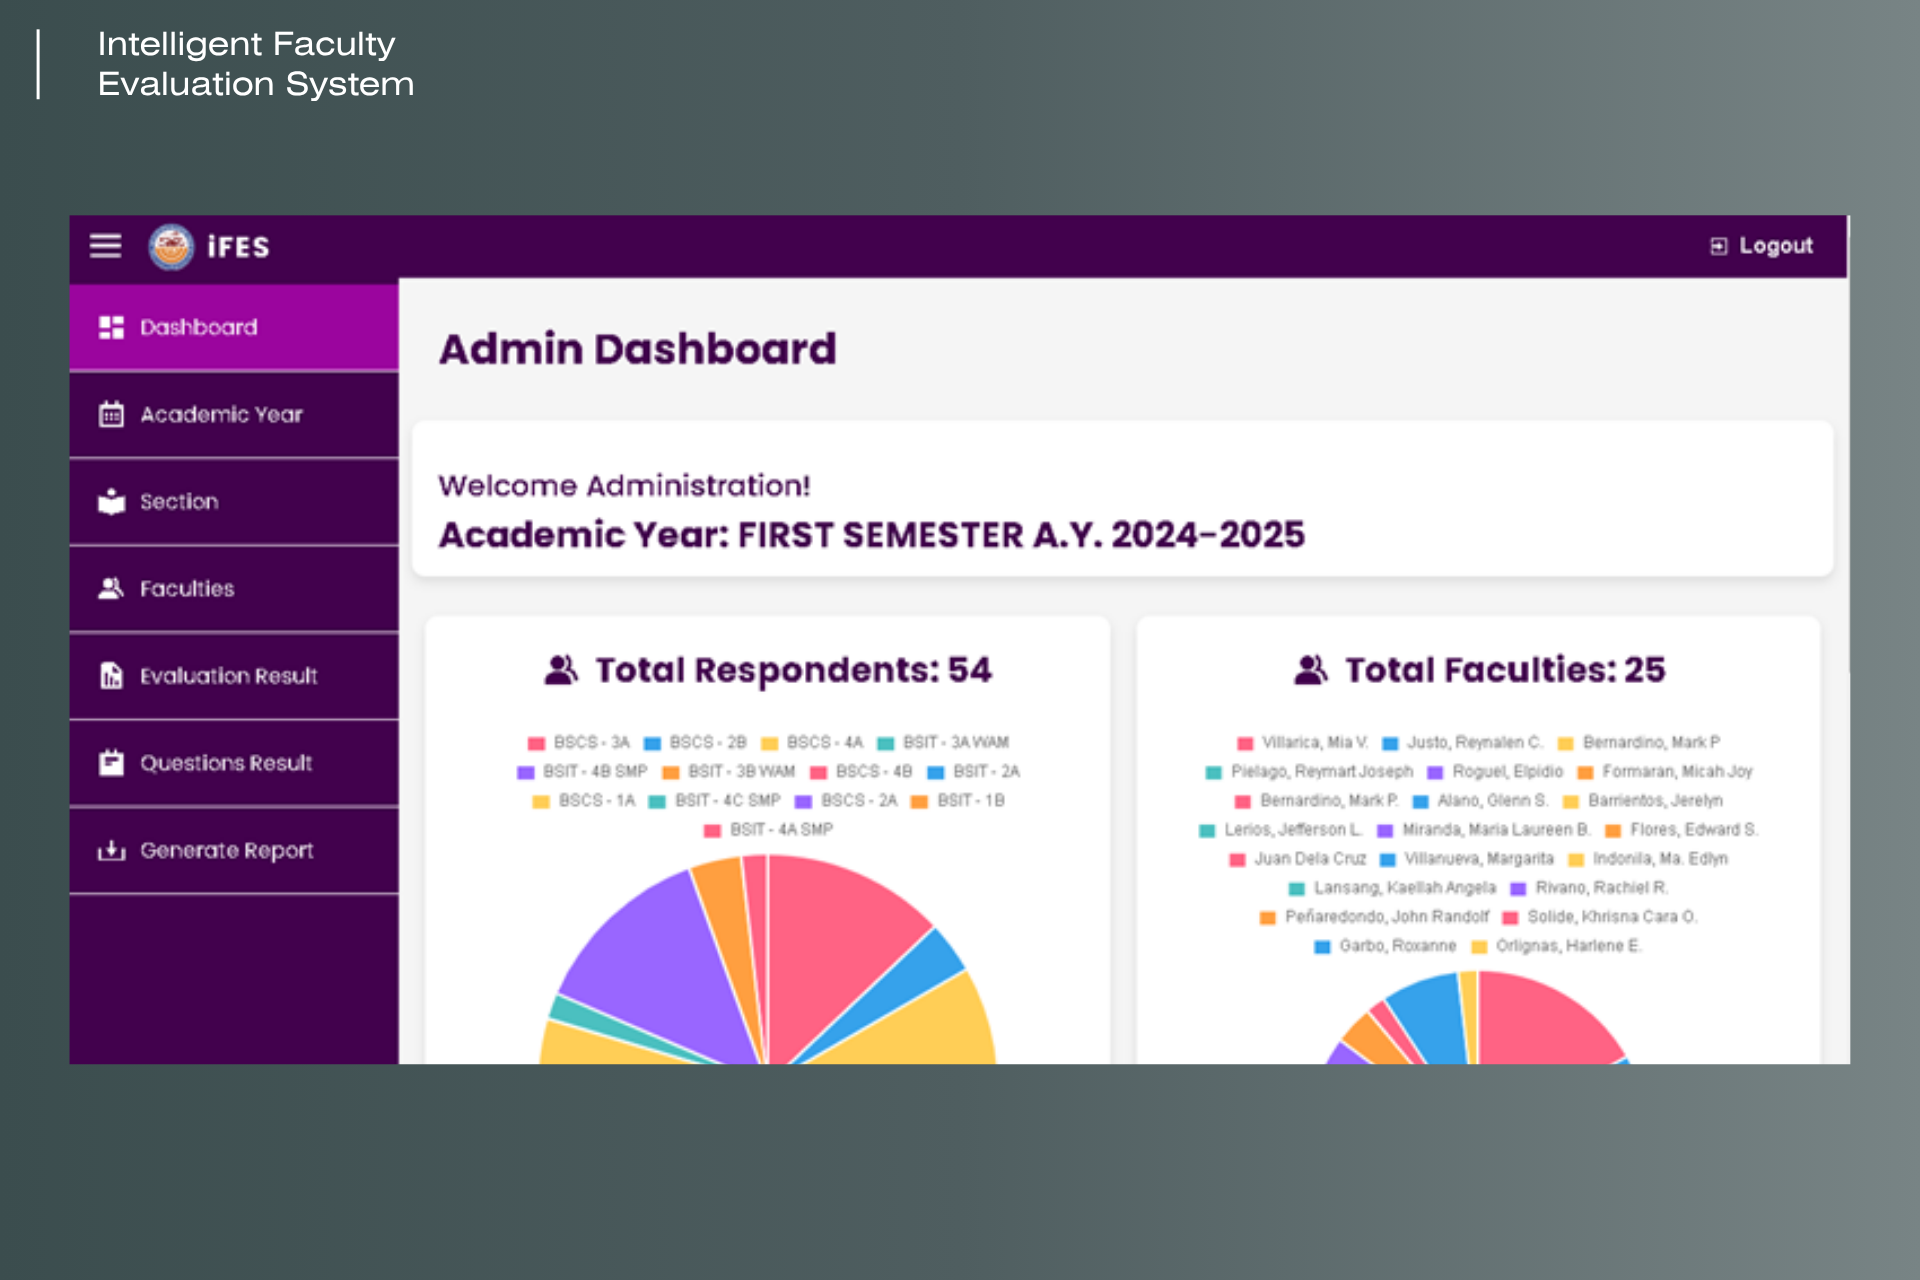 Intelligent Faculty
Evaluation System
iFES
Logout
Dashboard
Academic Year
Section
Faculties
Evaluation Result
Questions Result
Generate Report
Admin Dashboard
Welcome Administration!
Academic Year: FIRST SEMESTER A.Y. 2024-2025
Total Respondents: 54
BSCS - 3A BSCS - 2B BSCS - 4A BSIT - 3A WAM
BSIT - 4B SMP BSIT - 3B WAM BSCS - 4B BSIT - 2A
BSCS - 1A BSIT - 4C SMP BSCS - 2A BSIT - 1B
BSIT - 4A SMP
Total Faculties: 25
Villarica, Mia V. Justo, Reynalen C. Bernardino, Mark P
Pielago, Reymart Joseph Roguel, Elpidio Formaran, Micah Joy
Bernardino, Mark P. Alano, Glenn S. Barrientos, Jerelyn
Lerios, Jefferson L. Miranda, Maria Laureen B. Flores, Edward S.
Juan Dela Cruz Villanueva, Margarita Indonila, Ma. Edlyn
Lansang, Kaellah Angela Rivano, Rachiel R.
Peñaredondo, John Randolf Solide, Khrisna Cara O.
Garbo, Roxanne Orlignas, Harlene E.